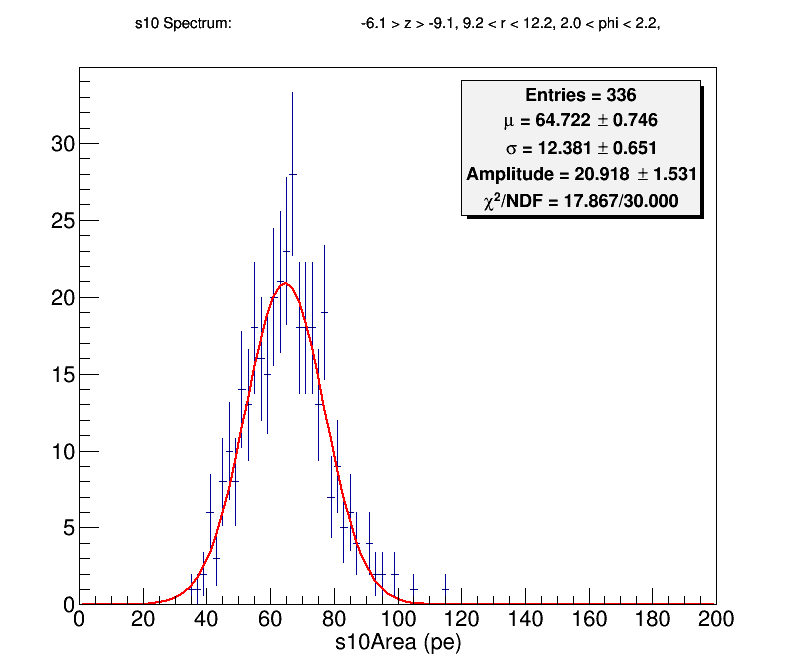 s10 Spectrum: -6.1 > z > -9.1, 9.2 < r < 12.2, 2.0 < phi < 2.2,
Entries = 336
μ = 64.722 ± 0.746
σ = 12.381 ± 0.651
Amplitude = 20.918 ± 1.531
χ²/NDF = 17.867/30.000
30
25
20
15
10
5
0
0 20 40 60 80 100 120 140 160 180 200
s10Area (pe)